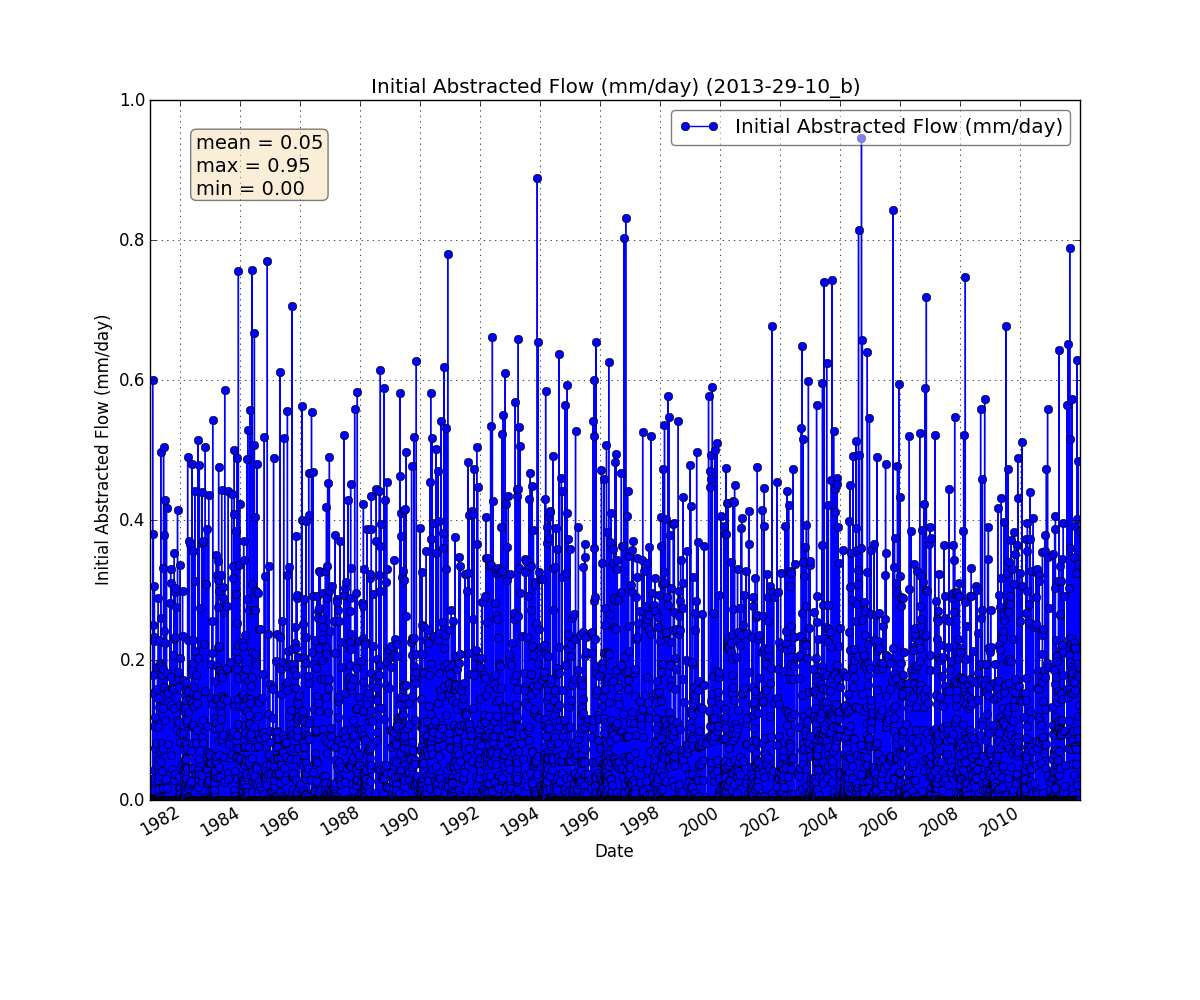 Initial Abstracted Flow (mm/day) (2013-29-10_b)
1.0
0.8
0.6
0.4
0.2
0.0
Initial Abstracted Flow (mm/day)
mean = 0.05
max = 0.95
min = 0.00
Initial Abstracted Flow (mm/day)
1982 1984 1986 1988 1990 1992 1994 1996 1998 2000 2002 2004 2006 2008 2010
Date